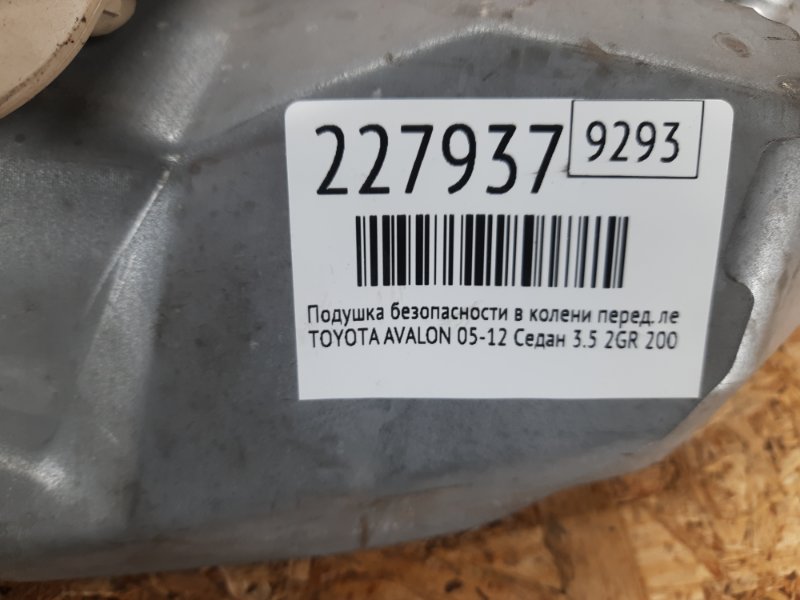 227937 9293
Подушка безопасности в колени перед. ле
TOYOTA AVALON 05-12 Седан 3.5 2GR 200